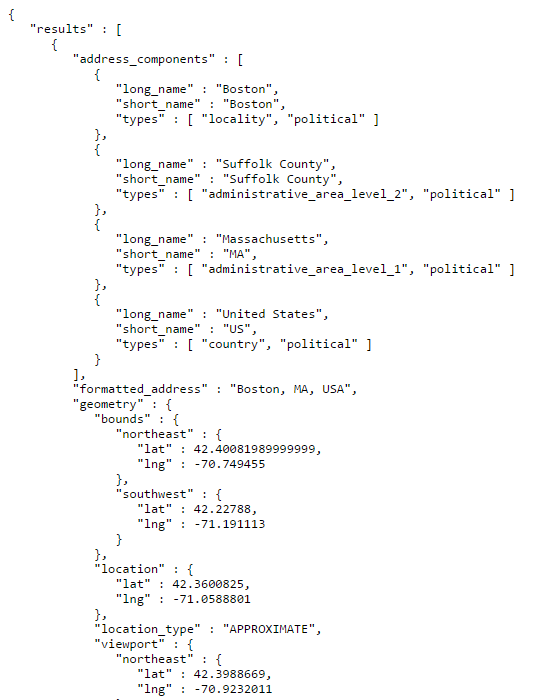 {
   "results" : [
      {
         "address_components" : [
            {
               "long_name" : "Boston",
               "short_name" : "Boston",
               "types" : [ "locality", "political" ]
            },
            {
               "long_name" : "Suffolk County",
               "short_name" : "Suffolk County",
               "types" : [ "administrative_area_level_2", "political" ]
            },
            {
               "long_name" : "Massachusetts",
               "short_name" : "MA",
               "types" : [ "administrative_area_level_1", "political" ]
            },
            {
               "long_name" : "United States",
               "short_name" : "US",
               "types" : [ "country", "political" ]
            }
         ],
         "formatted_address" : "Boston, MA, USA",
         "geometry" : {
            "bounds" : {
               "northeast" : {
                  "lat" : 42.40081989999999,
                  "lng" : -70.749455
               },
               "southwest" : {
                  "lat" : 42.22788,
                  "lng" : -71.191113
               }
            },
            "location" : {
               "lat" : 42.3600825,
               "lng" : -71.0588801
            },
            "location_type" : "APPROXIMATE",
            "viewport" : {
               "northeast" : {
                  "lat" : 42.3988669,
                  "lng" : -70.9232011